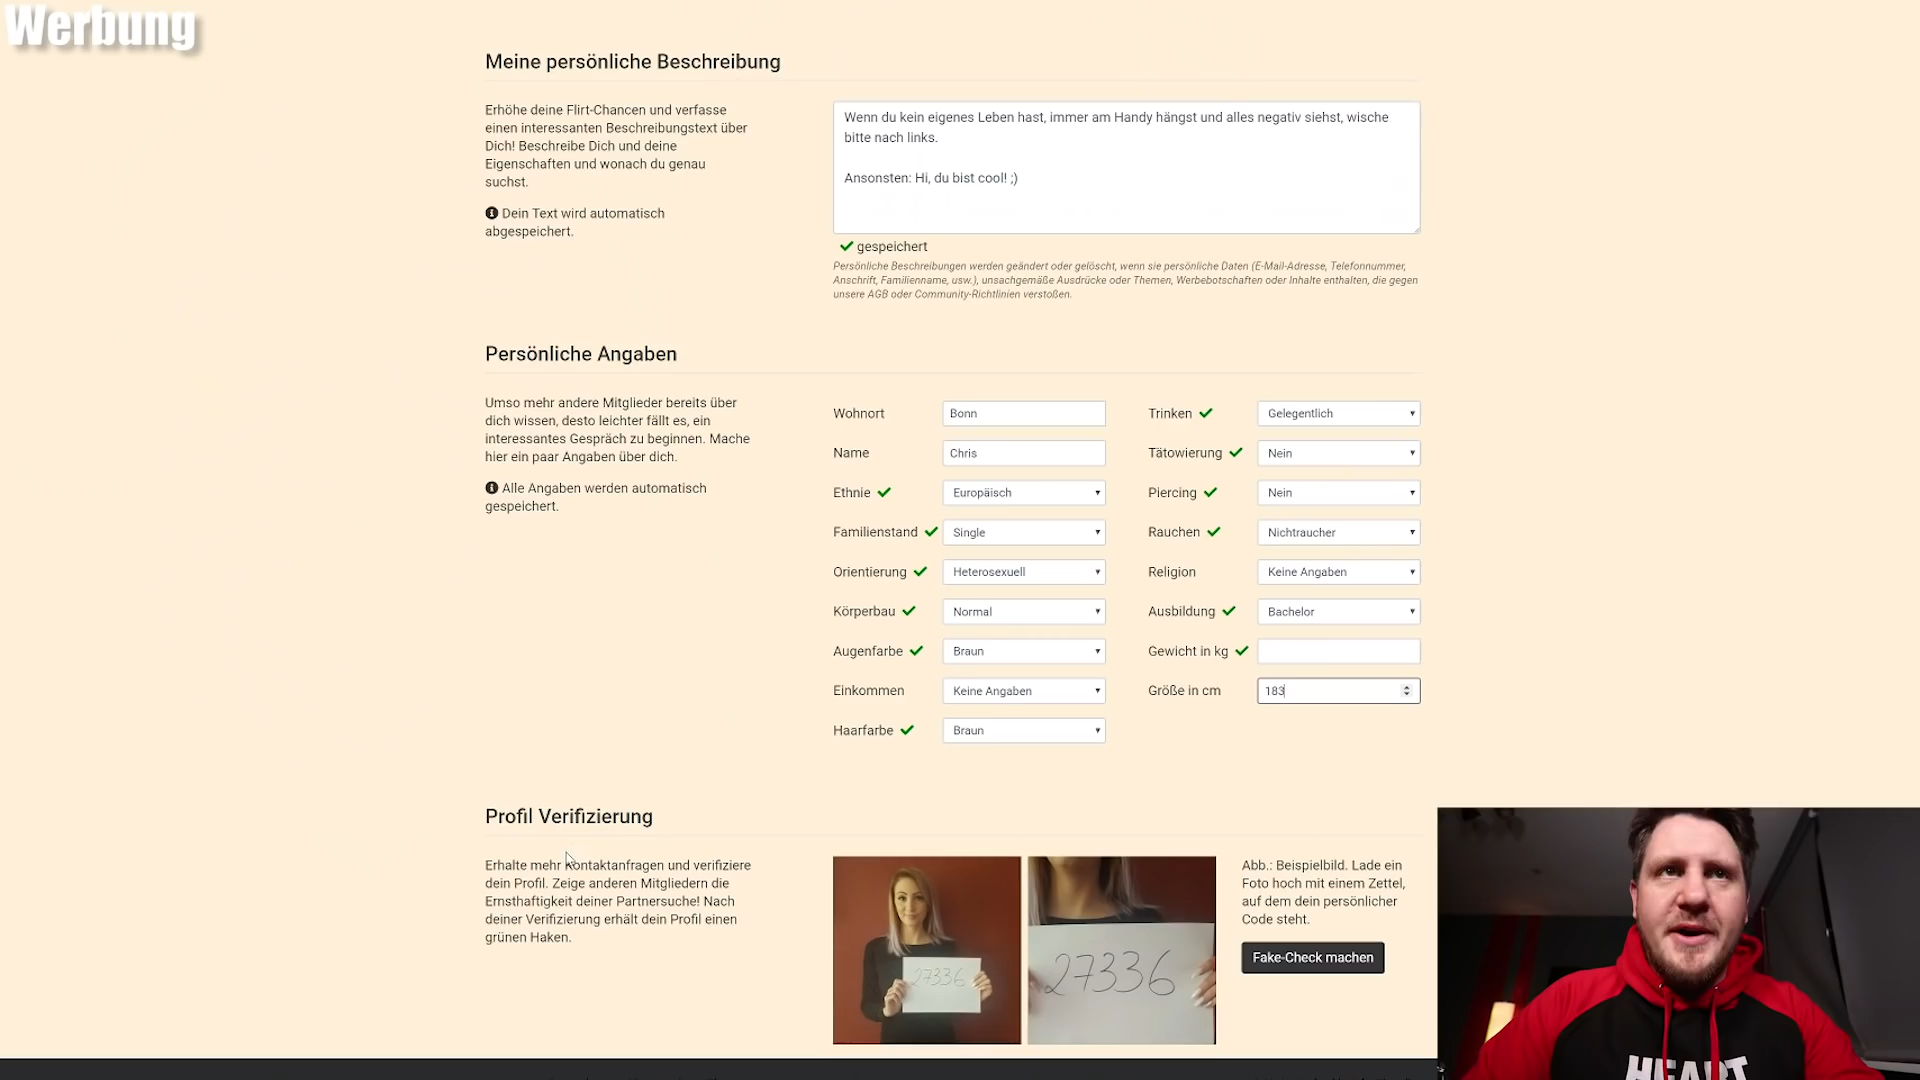 Werbung
Meine persönliche Beschreibung
Erhöhe deine Flirt-Chancen und verfasse
einen interessanten Beschreibungstext über
Dich! Beschreibe Dich und deine
Eigenschaften und wonach du genau
suchst.
Dein Text wird automatisch
abgespeichert.
Wenn du kein eigenes Leben hast, immer am Handy hängst und alles negativ siehst, wische
bitte nach links.
Ansonsten: Hi, du bist cool! ;)
gespeichert
Persönliche Beschreibungen werden geändert oder gelöscht, wenn sie persönliche Daten (E-Mail-Adresse, Telefonnummer,
Anschrift, Familienname, usw.), unsachgemäße Ausdrücke oder Themen, Werbebotschaften oder Inhalte enthalten, die gegen
unsere AGB oder Community-Richtlinien verstoßen.
Persönliche Angaben
Umso mehr andere Mitglieder bereits über
dich wissen, desto leichter fällt es, ein
interessantes Gespräch zu beginnen. Mache
hier ein paar Angaben über dich.
Alle Angaben werden automatisch
gespeichert.
Wohnort Bonn
Name Chris
Ethnie Europäisch
Familienstand Single
Orientierung Heterosexuell
Körperbau Normal
Augenfarbe Braun
Einkommen Keine Angaben
Haarfarbe Braun
Trinken Gelegentlich
Tätowierung Nein
Piercing Nein
Rauchen Nichtraucher
Religion Keine Angaben
Ausbildung Bachelor
Gewicht in kg
Größe in cm 183
Profil Verifizierung
Erhalte mehr Kontaktanfragen und verifiziere
dein Profil. Zeige anderen Mitgliedern die
Ernsthaftigkeit deiner Partnersuche! Nach
deiner Verifizierung erhält dein Profil einen
grünen Haken.
27336
27336
Abb.: Beispielbild. Lade ein
Foto hoch mit einem Zettel,
auf dem dein persönlicher
Code steht.
Fake-Check machen
HEART